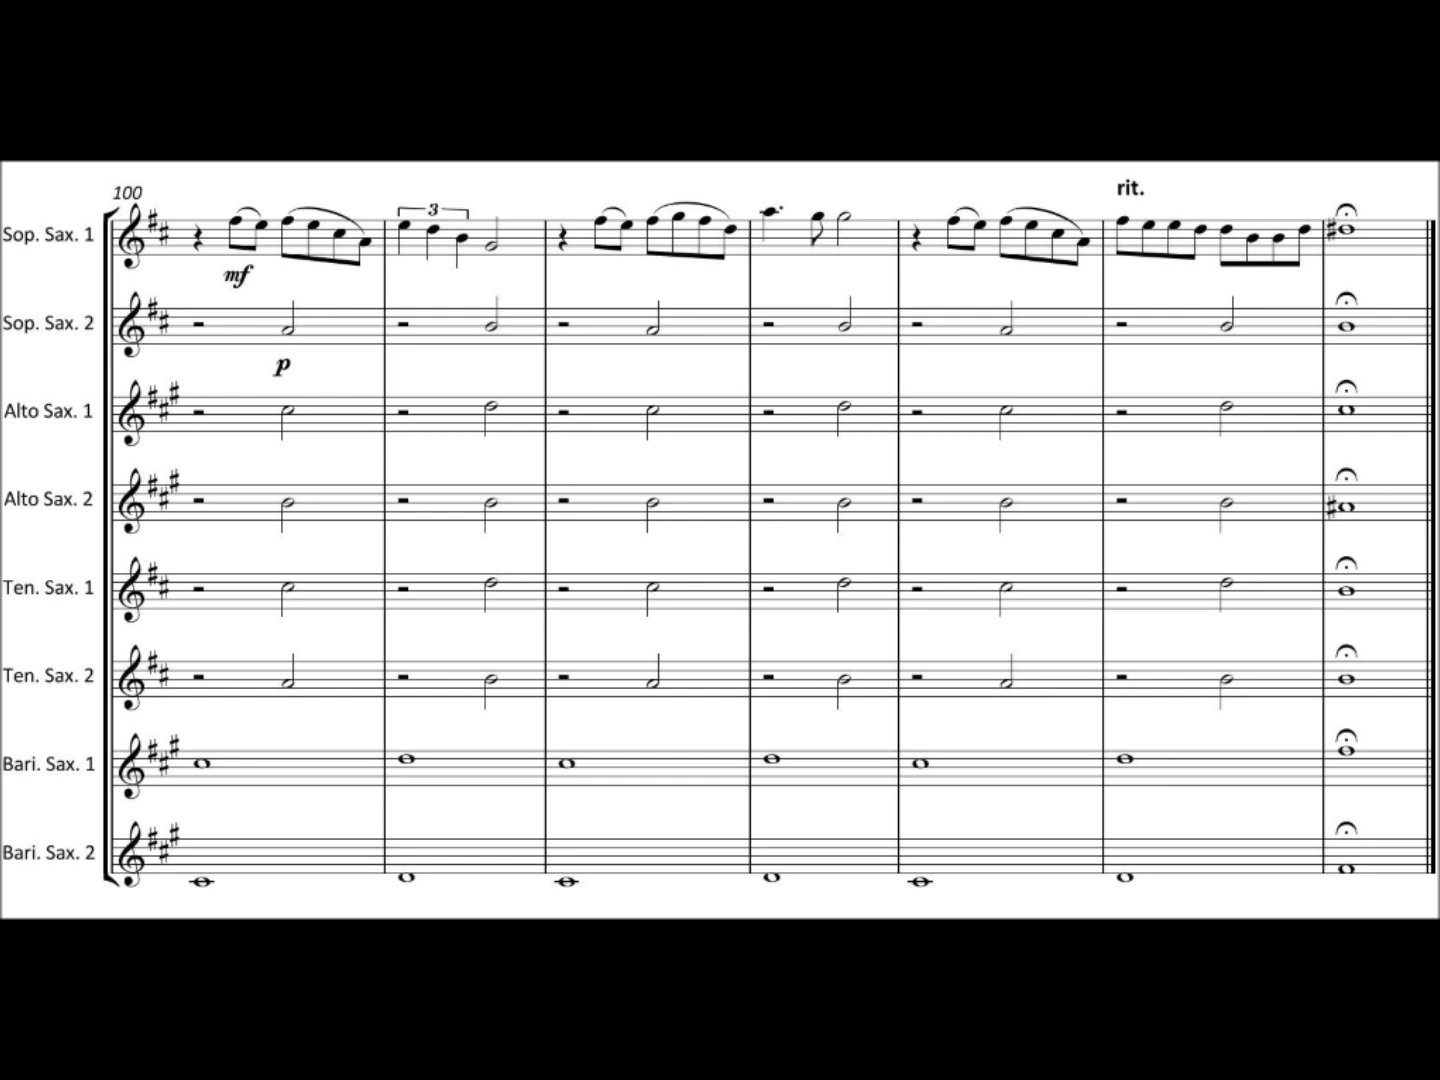 rit.
100
Sop. Sax. 1
3
mf
Sop. Sax. 2
p
Alto Sax. 1
Alto Sax. 2
Ten. Sax. 1
Ten. Sax. 2
Bari. Sax. 1
Bari. Sax. 2